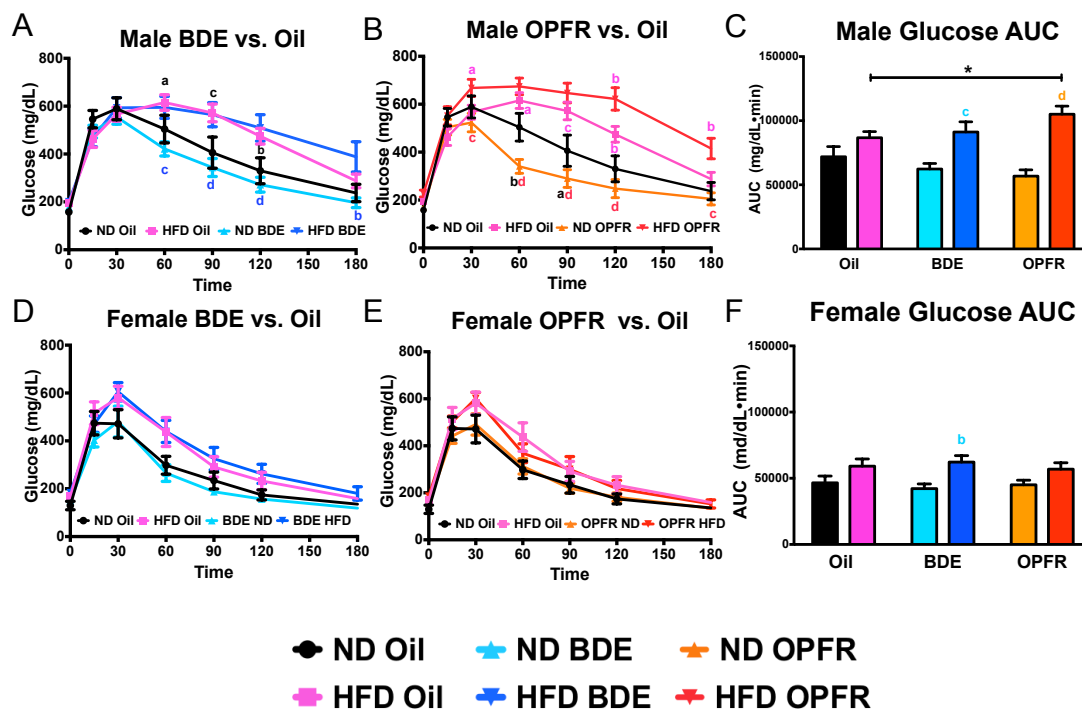 A
Male BDE vs. Oil
Glucose (mg/dL)
800
600
400
200
0
a
c
b
c
d
d
b
ND Oil HFD Oil ND BDE HFD BDE
0 30 60 90 120 180
Time
B
Male OPFR vs. Oil
Glucose (mg/dL)
800
600
400
200
0
a
a
c
b
b
b
c
bd
ad
d
c
ND Oil HFD Oil ND OPFR HFD OPFR
0 30 60 90 120 180
Time
C
Male Glucose AUC
AUC (mg/dL•min)
150000
100000
50000
0
*
c
d
Oil BDE OPFR
D
Female BDE vs. Oil
Glucose (mg/dL)
800
600
400
200
0
ND Oil HFD Oil BDE ND BDE HFD
0 30 60 90 120 180
Time
E
Female OPFR vs. Oil
Glucose (mg/dL)
800
600
400
200
0
ND Oil HFD Oil OPFR ND OPFR HFD
0 30 60 90 120 180
Time
F
Female Glucose AUC
AUC (md/dL•min)
150000
100000
50000
0
b
Oil BDE OPFR
ND Oil ND BDE ND OPFR
HFD Oil HFD BDE HFD OPFR